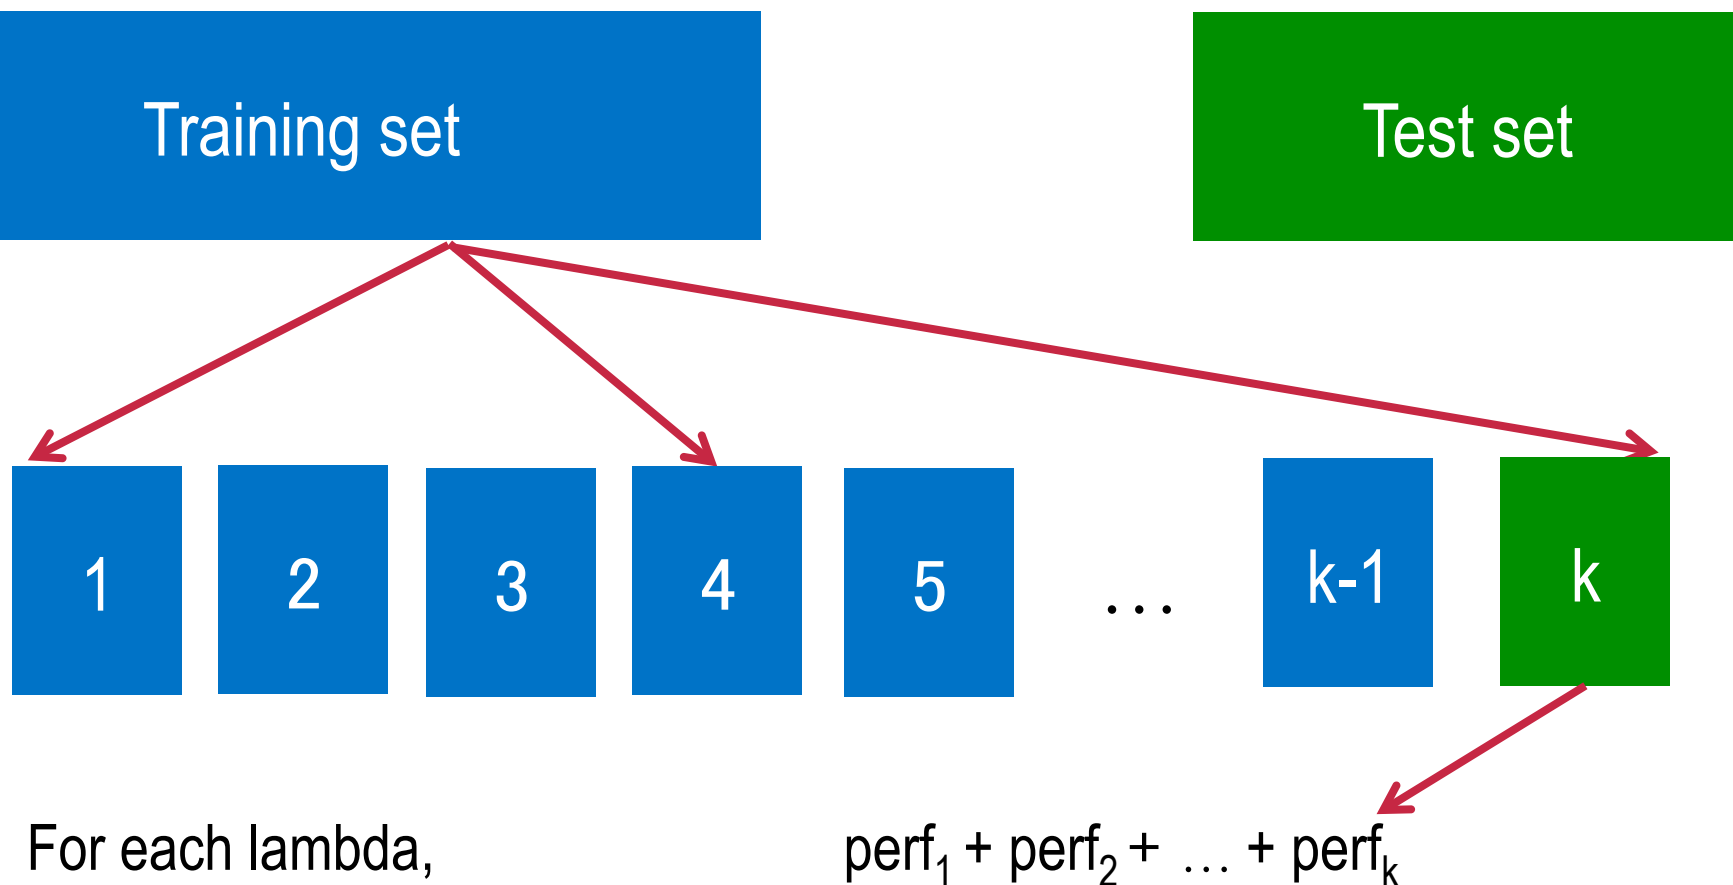 Training set
Test set
1 2 3 4 5 … k-1 k
For each lambda,
perf₁ + perf₂ + … + perfₖ